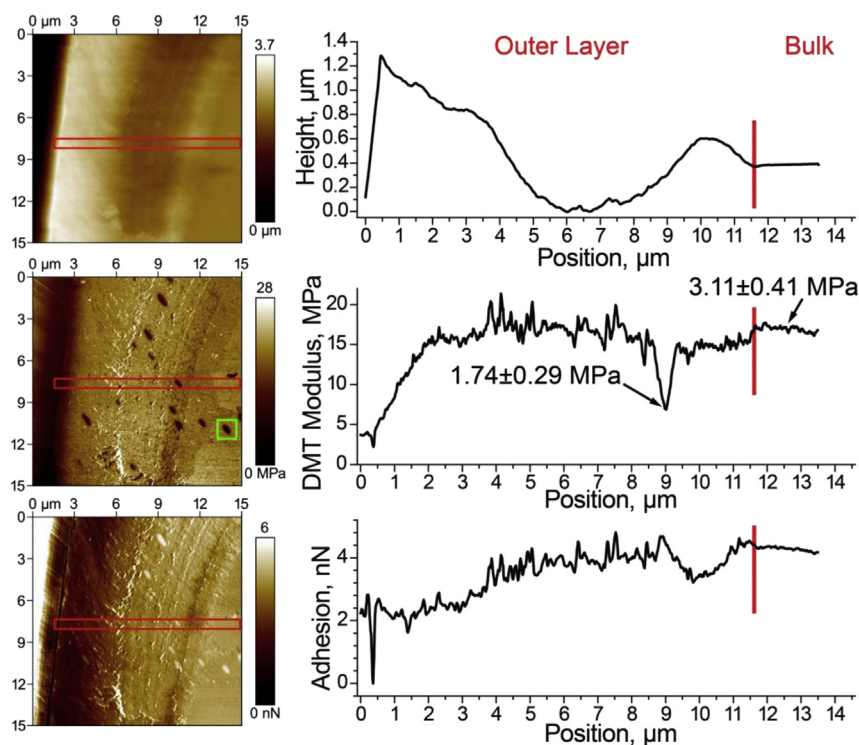 0 µm 3 6 9 12 15
0
3
6
9
12
15
3.7
0 µm
Outer Layer Bulk
Height, µm
1.4
1.2
1.0
0.8
0.6
0.4
0.2
0.0
0 1 2 3 4 5 6 7 8 9 10 11 12 13 14
Position, µm
0 µm 3 6 9 12 15
0
3
6
9
12
15
28
0 MPa
DMT Modulus, MPa
20
15
10
5
0
3.11±0.41 MPa
1.74±0.29 MPa
0 1 2 3 4 5 6 7 8 9 10 11 12 13 14
Position, µm
0 µm 3 6 9 12 15
0
3
6
9
12
15
6
0 nN
Adhesion, nN
4
2
0
0 1 2 3 4 5 6 7 8 9 10 11 12 13 14
Position, µm